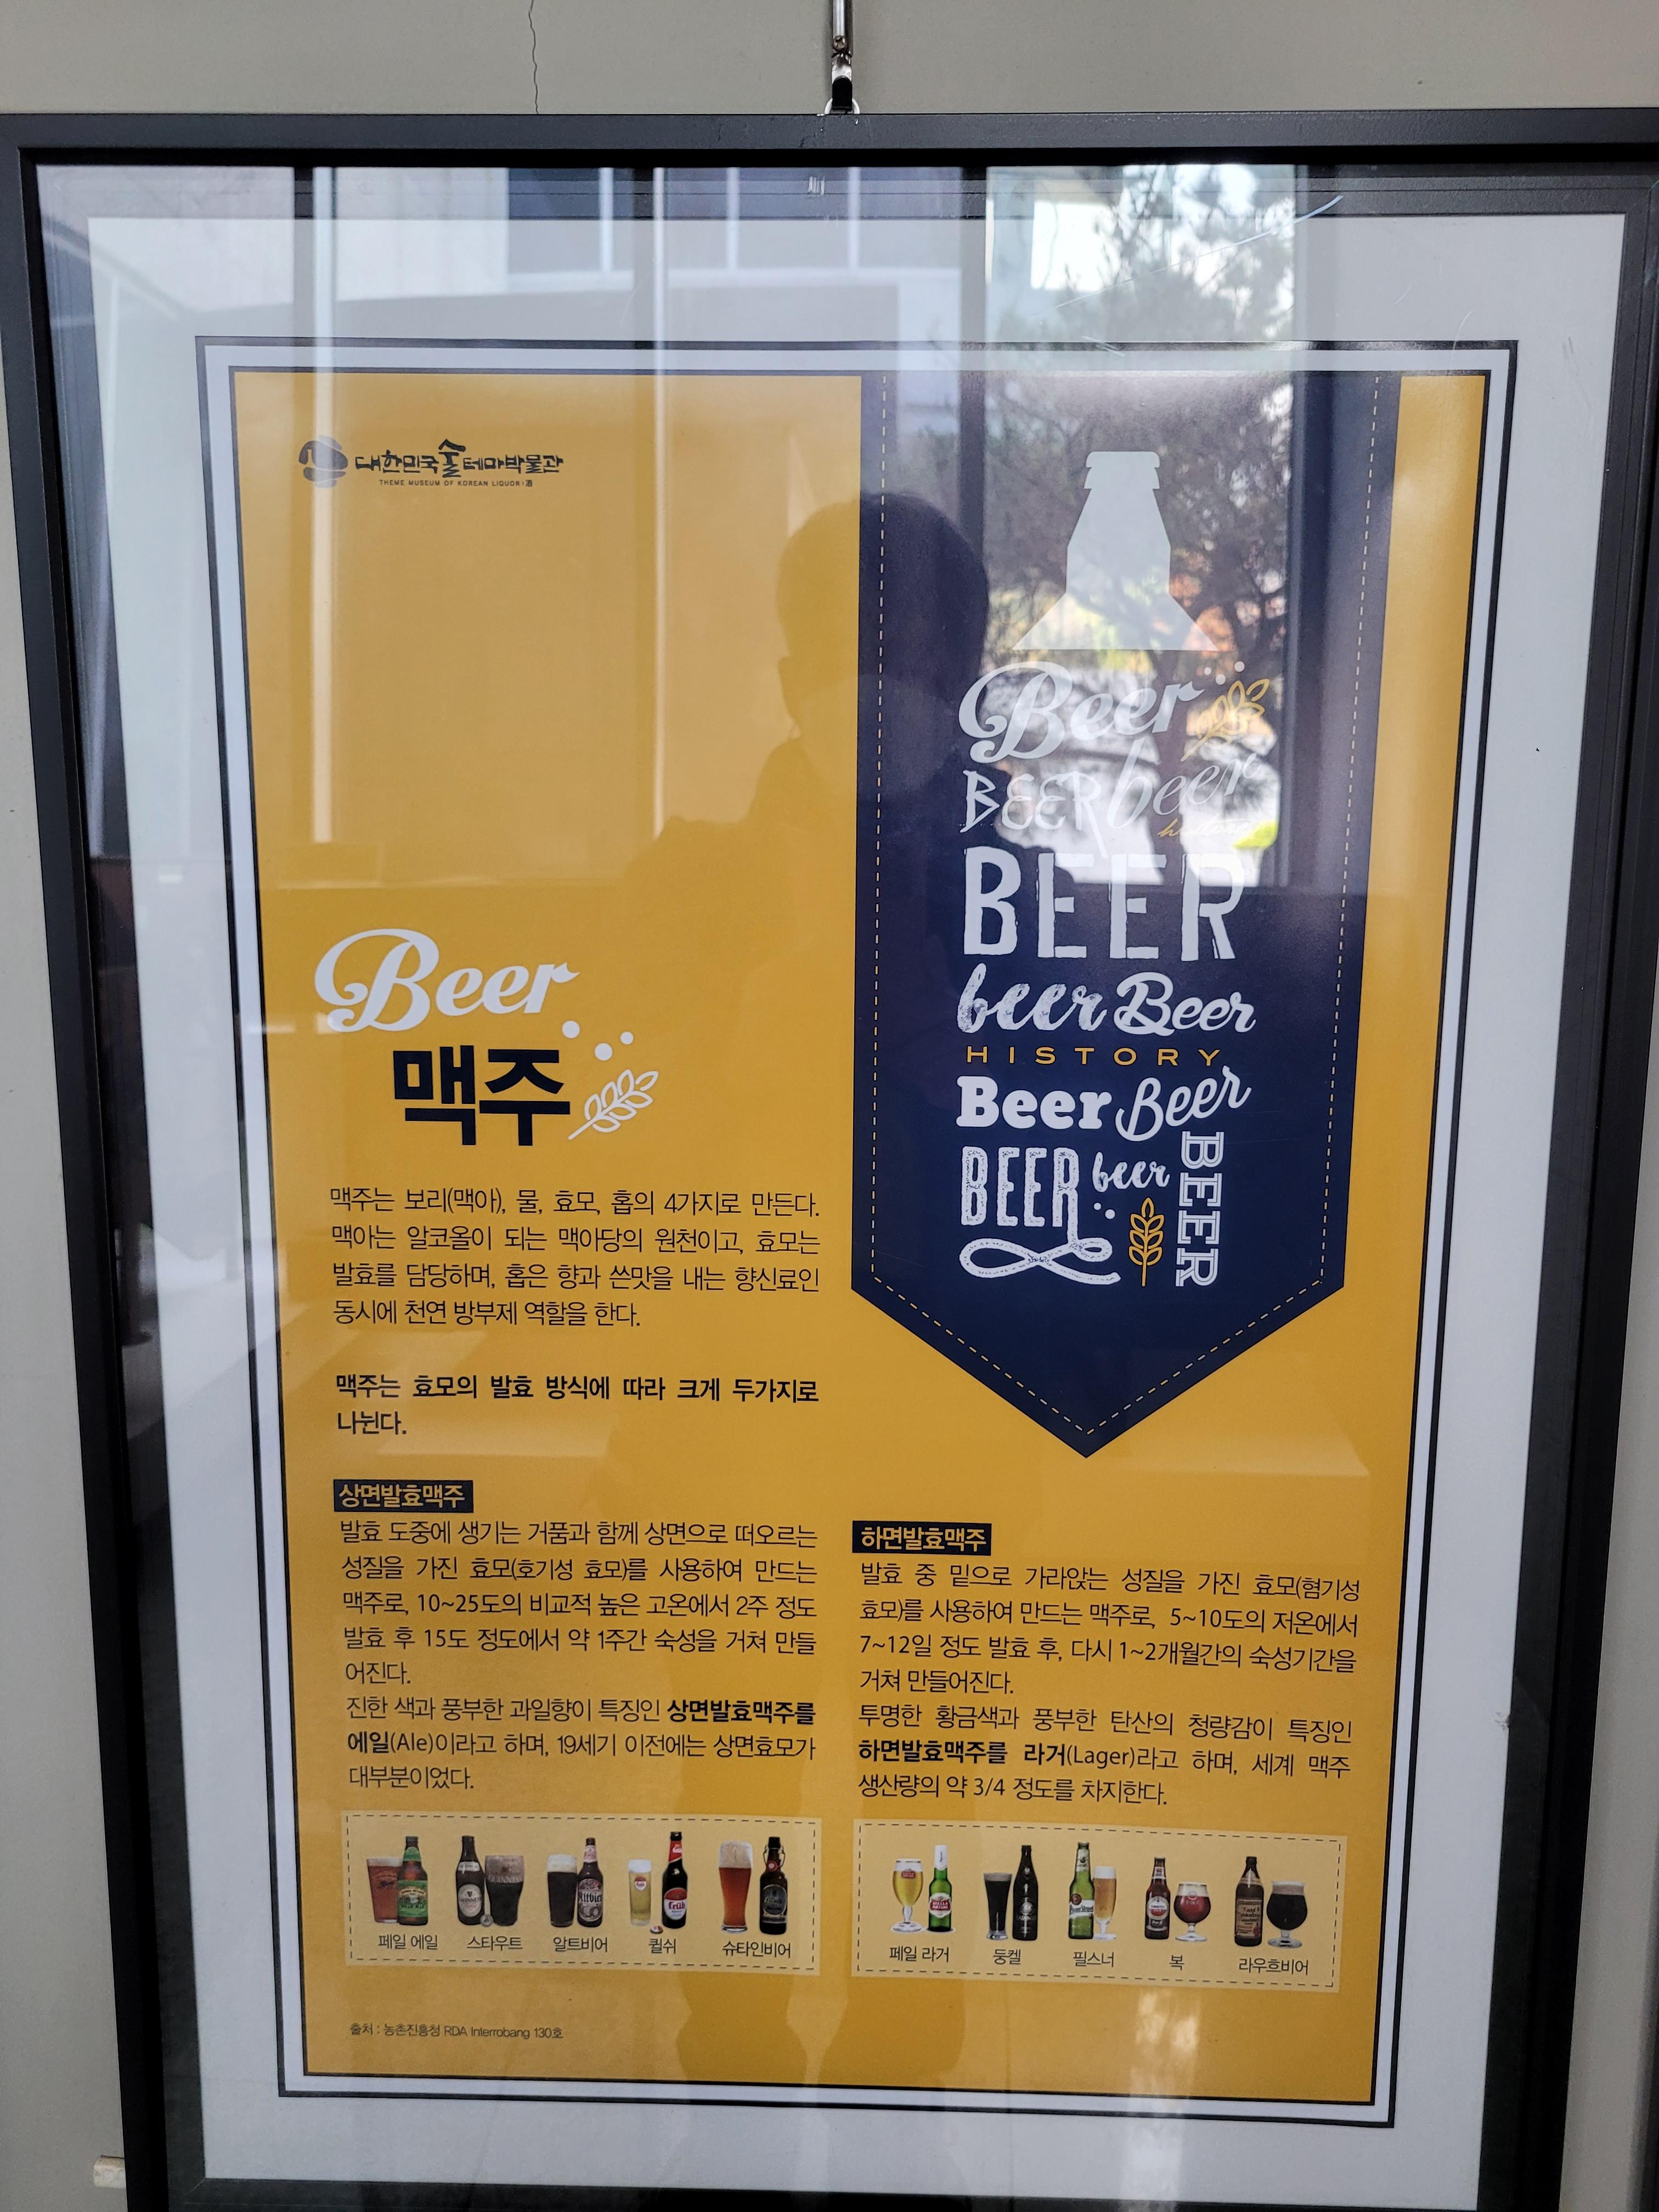 대한민국술테마박물관
THEME MUSEUM OF KOREAN LIQUOR 酒
Beer
맥주
맥주는 보리(맥아), 물, 효모, 홉의 4가지로 만든다.
맥아는 알코올이 되는 맥아당의 원천이고, 효모는
발효를 담당하며, 홉은 향과 쓴맛을 내는 향신료인
동시에 천연 방부제 역할을 한다.
맥주는 효모의 발효 방식에 따라 크게 두가지로
나뉜다.
상면발효맥주
발효 도중에 생기는 거품과 함께 상면으로 떠오르는
성질을 가진 효모(호기성 효모)를 사용하여 만드는
맥주로, 10~25도의 비교적 높은 고온에서 2주 정도
발효 후 15도 정도에서 약 1주간 숙성을 거쳐 만들
어진다.
진한 색과 풍부한 과일향이 특징인 상면발효맥주를
에일(Ale)이라고 하며, 19세기 이전에는 상면효모가
대부분이었다.
페일 에일
스타우트
알트비어
퀼쉬
슈타인비어
출처 : 농촌진흥청 RDA Interrobang 130호
Beer
BEER beer
BEER
beer Beer
HISTORY
Beer Beer
BEER beer BEER
하면발효맥주
발효 중 밑으로 가라앉는 성질을 가진 효모(혐기성
효모)를 사용하여 만드는 맥주로, 5~10도의 저온에서
7~12일 정도 발효 후, 다시 1~2개월간의 숙성기간을
거쳐 만들어진다.
투명한 황금색과 풍부한 탄산의 청량감이 특징인
하면발효맥주를 라거(Lager)라고 하며, 세계 맥주
생산량의 약 3/4 정도를 차지한다.
페일 라거
둥켈
필스너
복
라우흐비어